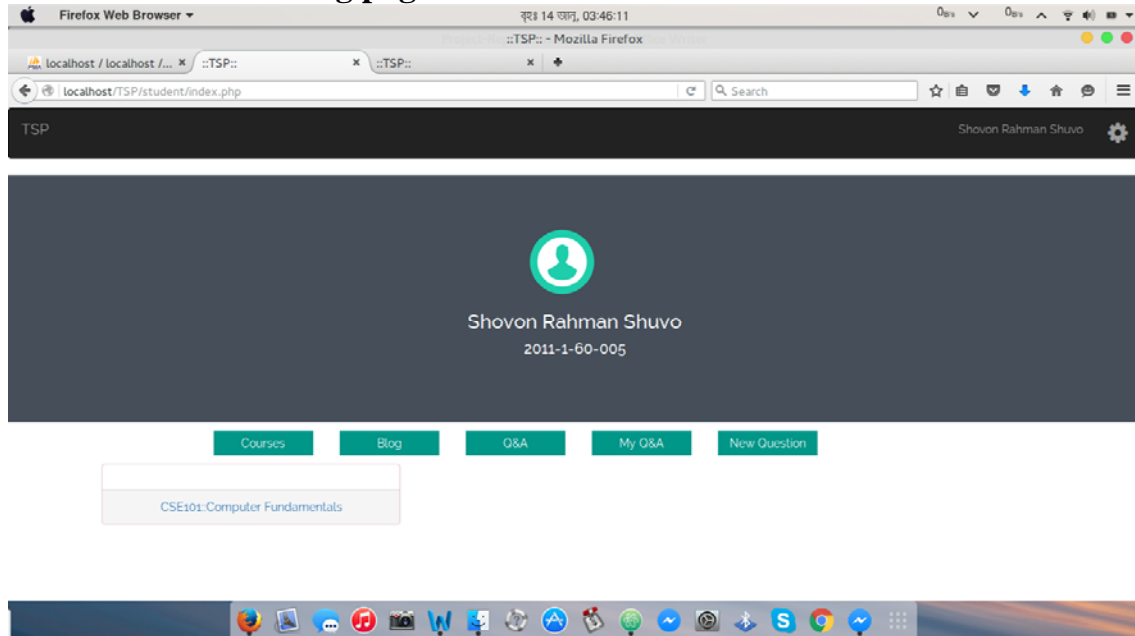 Firefox Web Browser
বৃহঃ 14 জানু, 03:46:11
::TSP:: - Mozilla Firefox
localhost / localhost /...
::TSP::
::TSP::
localhost/TSP/student/index.php
Search
TSP
Shovon Rahman Shuvo
Shovon Rahman Shuvo
2011-1-60-005
Courses
Blog
Q&A
My Q&A
New Question
CSE101::Computer Fundamentals